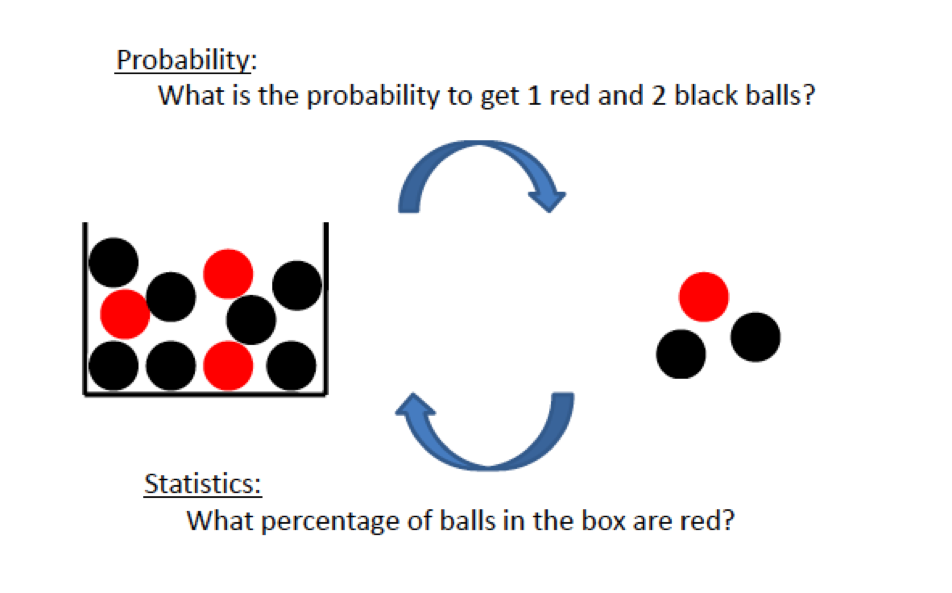 Probability:
What is the probability to get 1 red and 2 black balls?
Statistics:
What percentage of balls in the box are red?